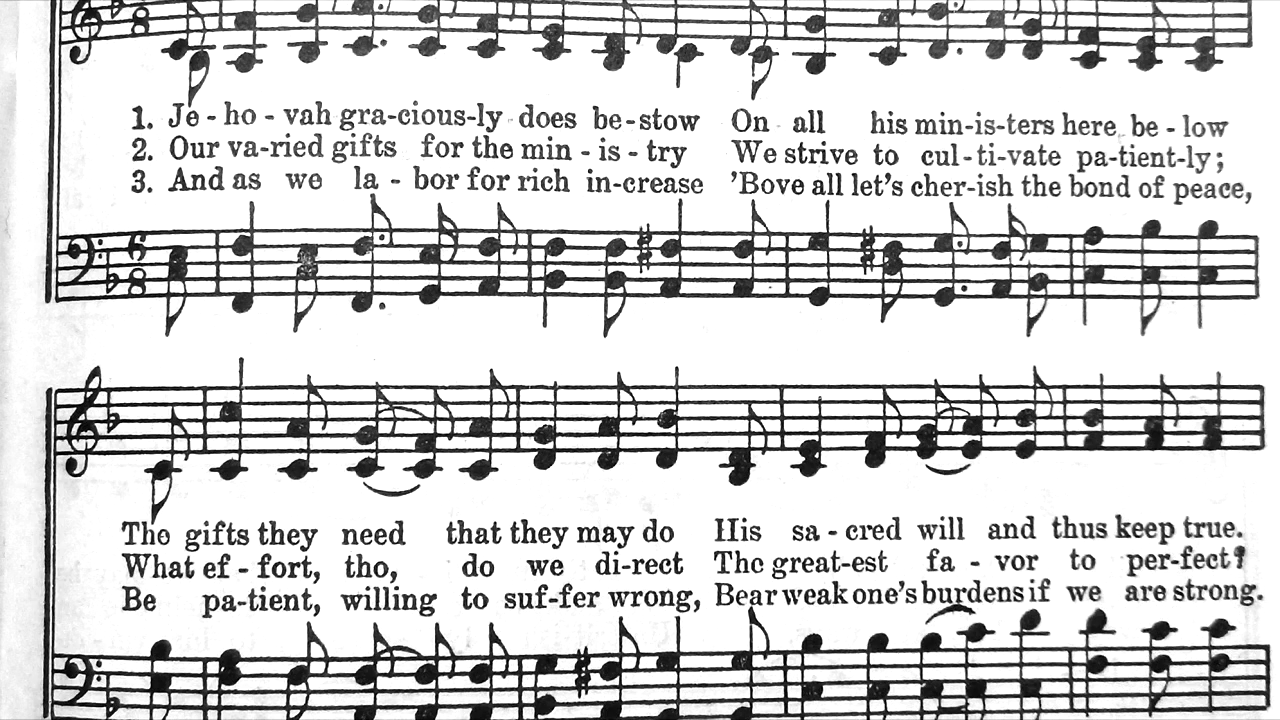 1. Je-ho-vah gra-cious-ly does be-stow On all his min-is-ters here be-low
2. Our va-ried gifts for the min-is-try We strive to cul-ti-vate pa-tient-ly;
3. And as we la-bor for rich in-crease 'Bove all let's cher-ish the bond of peace,
6
8
The gifts they need that they may do His sa-cred will and thus keep true.
What ef-fort, tho, do we di-rect The great-est fa-vor to per-fect?
Be pa-tient, willing to suf-fer wrong, Bear weak one's burdens if we are strong.